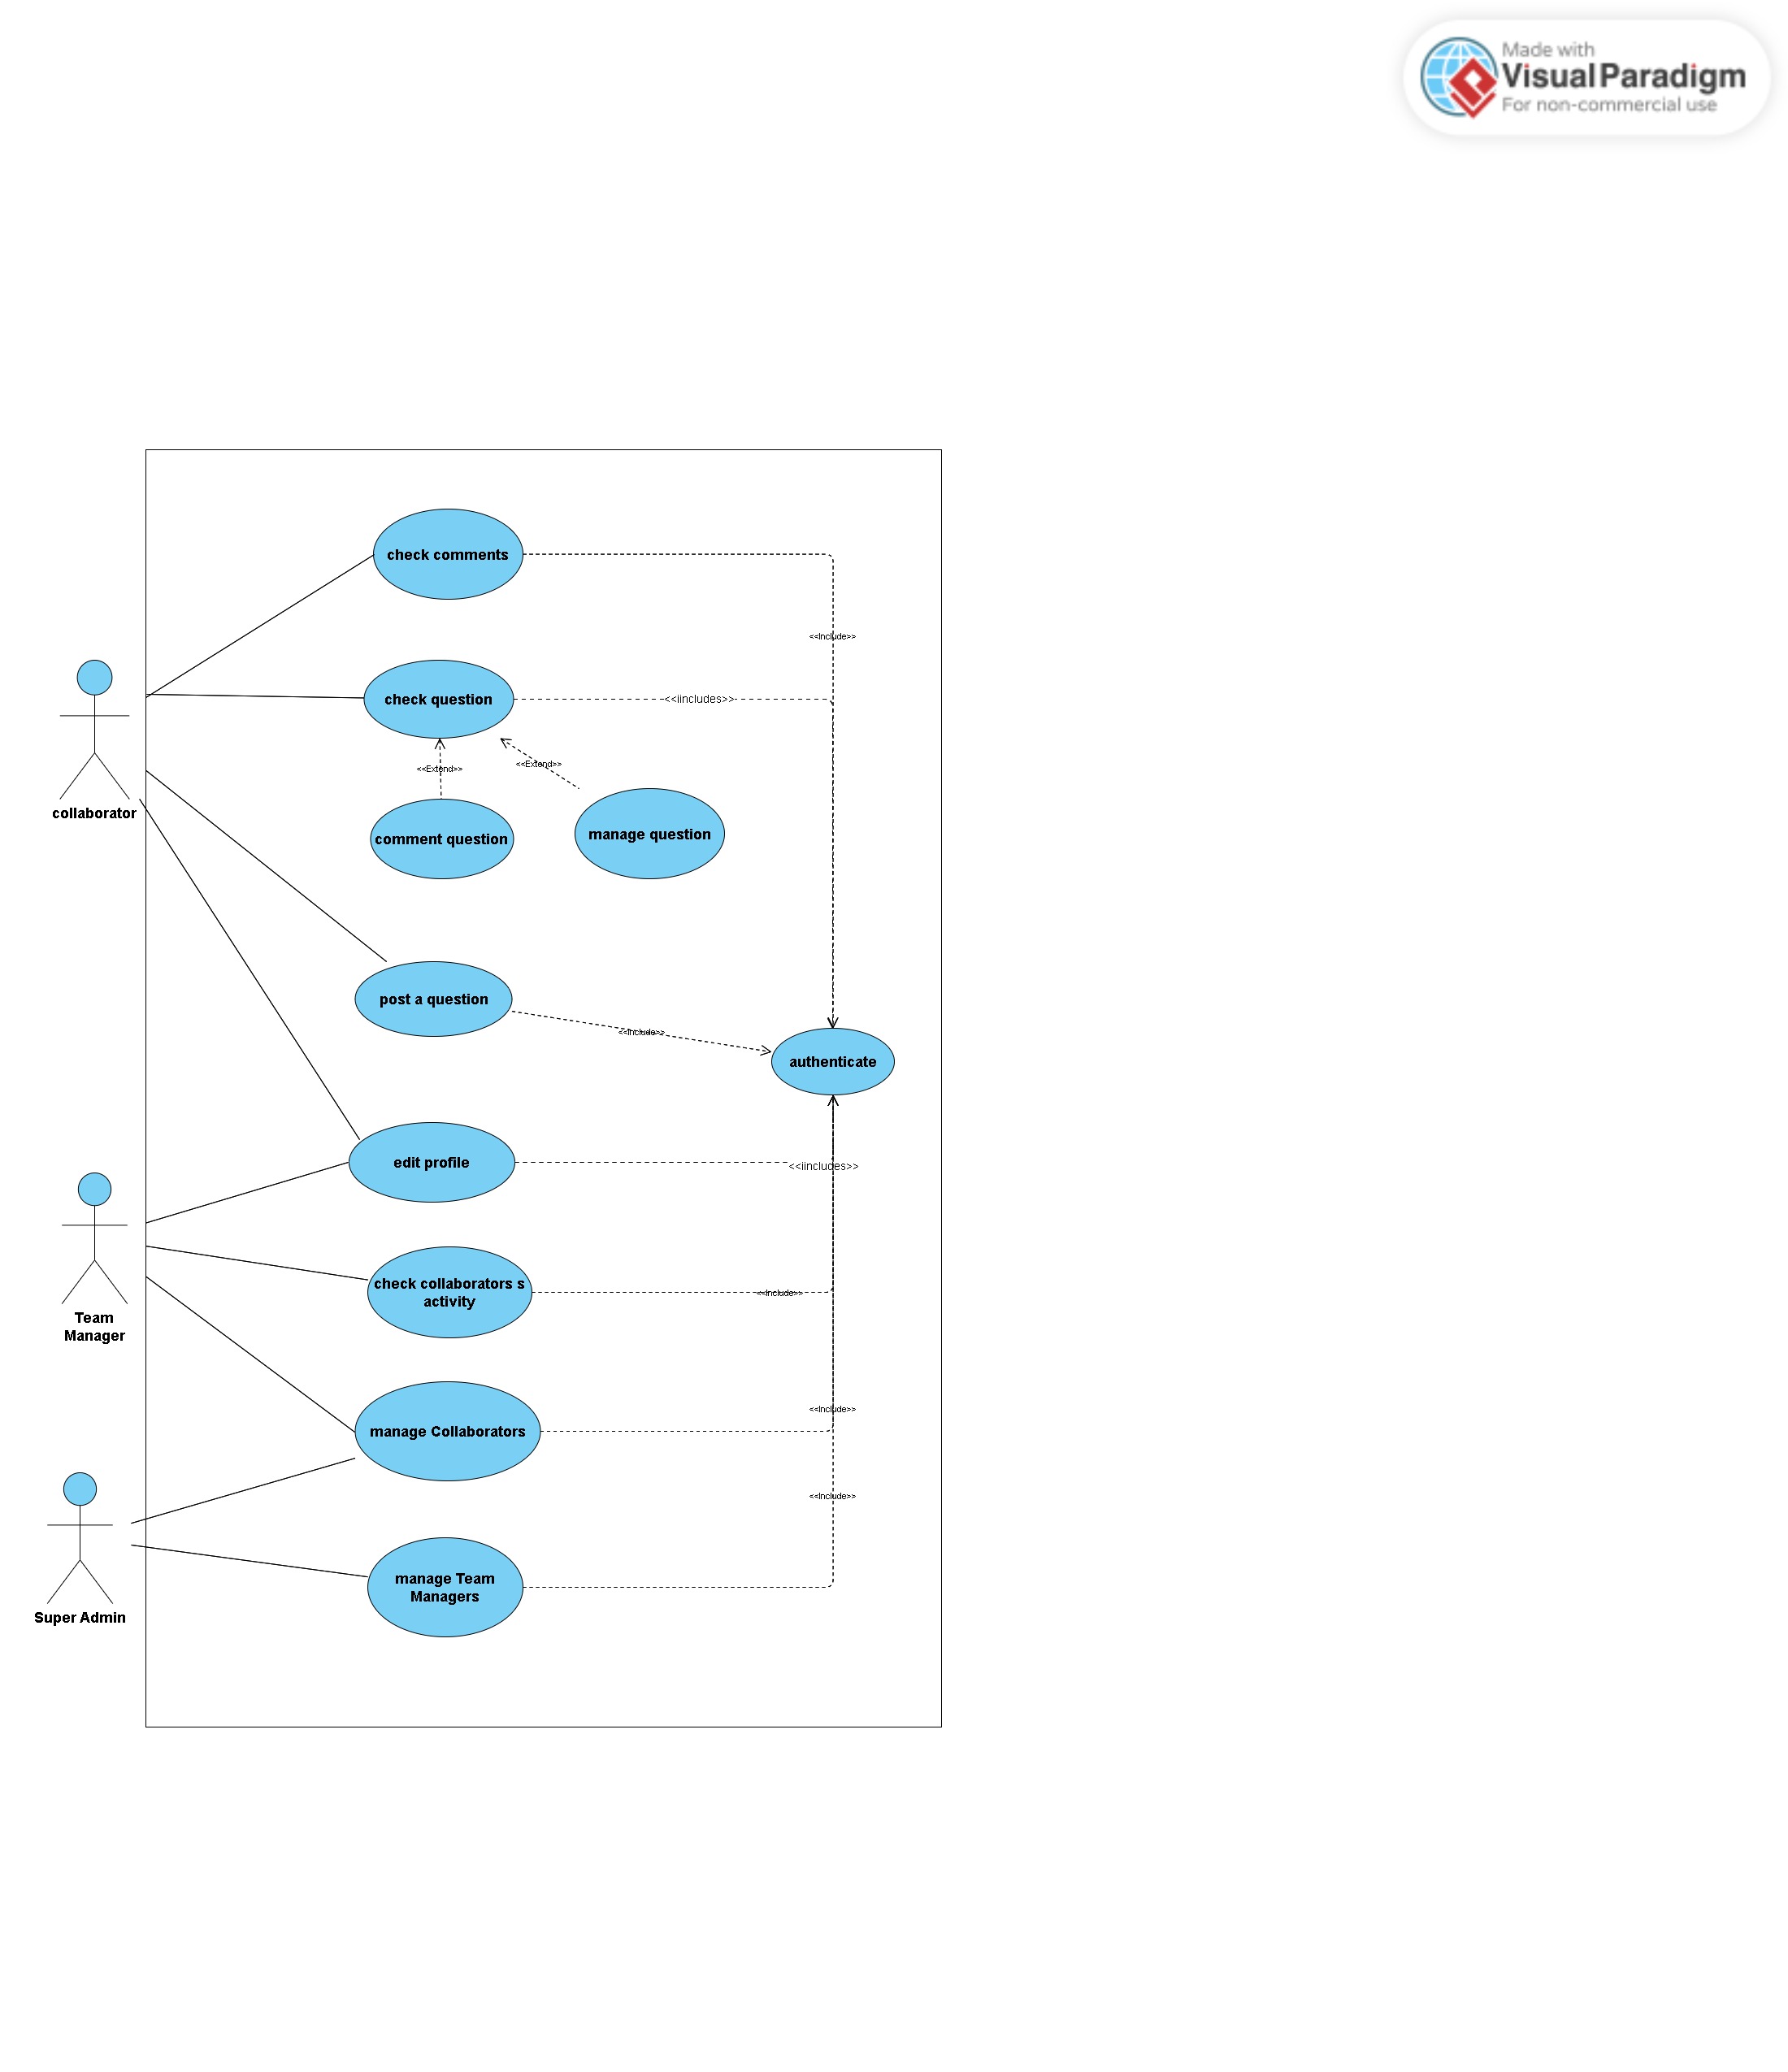 Made with
Visual Paradigm
For non-commercial use
check comments
<<Include>>
check question
<<iincludes>>
<<Extend>>
<<Extend>>
collaborator
comment question
manage question
post a question
<<Include>>
authenticate
edit profile
<<iincludes>>
check collaborators s
activity
<<Include>>
Team
Manager
manage Collaborators
<<Include>>
<<Include>>
manage Team
Managers
Super Admin